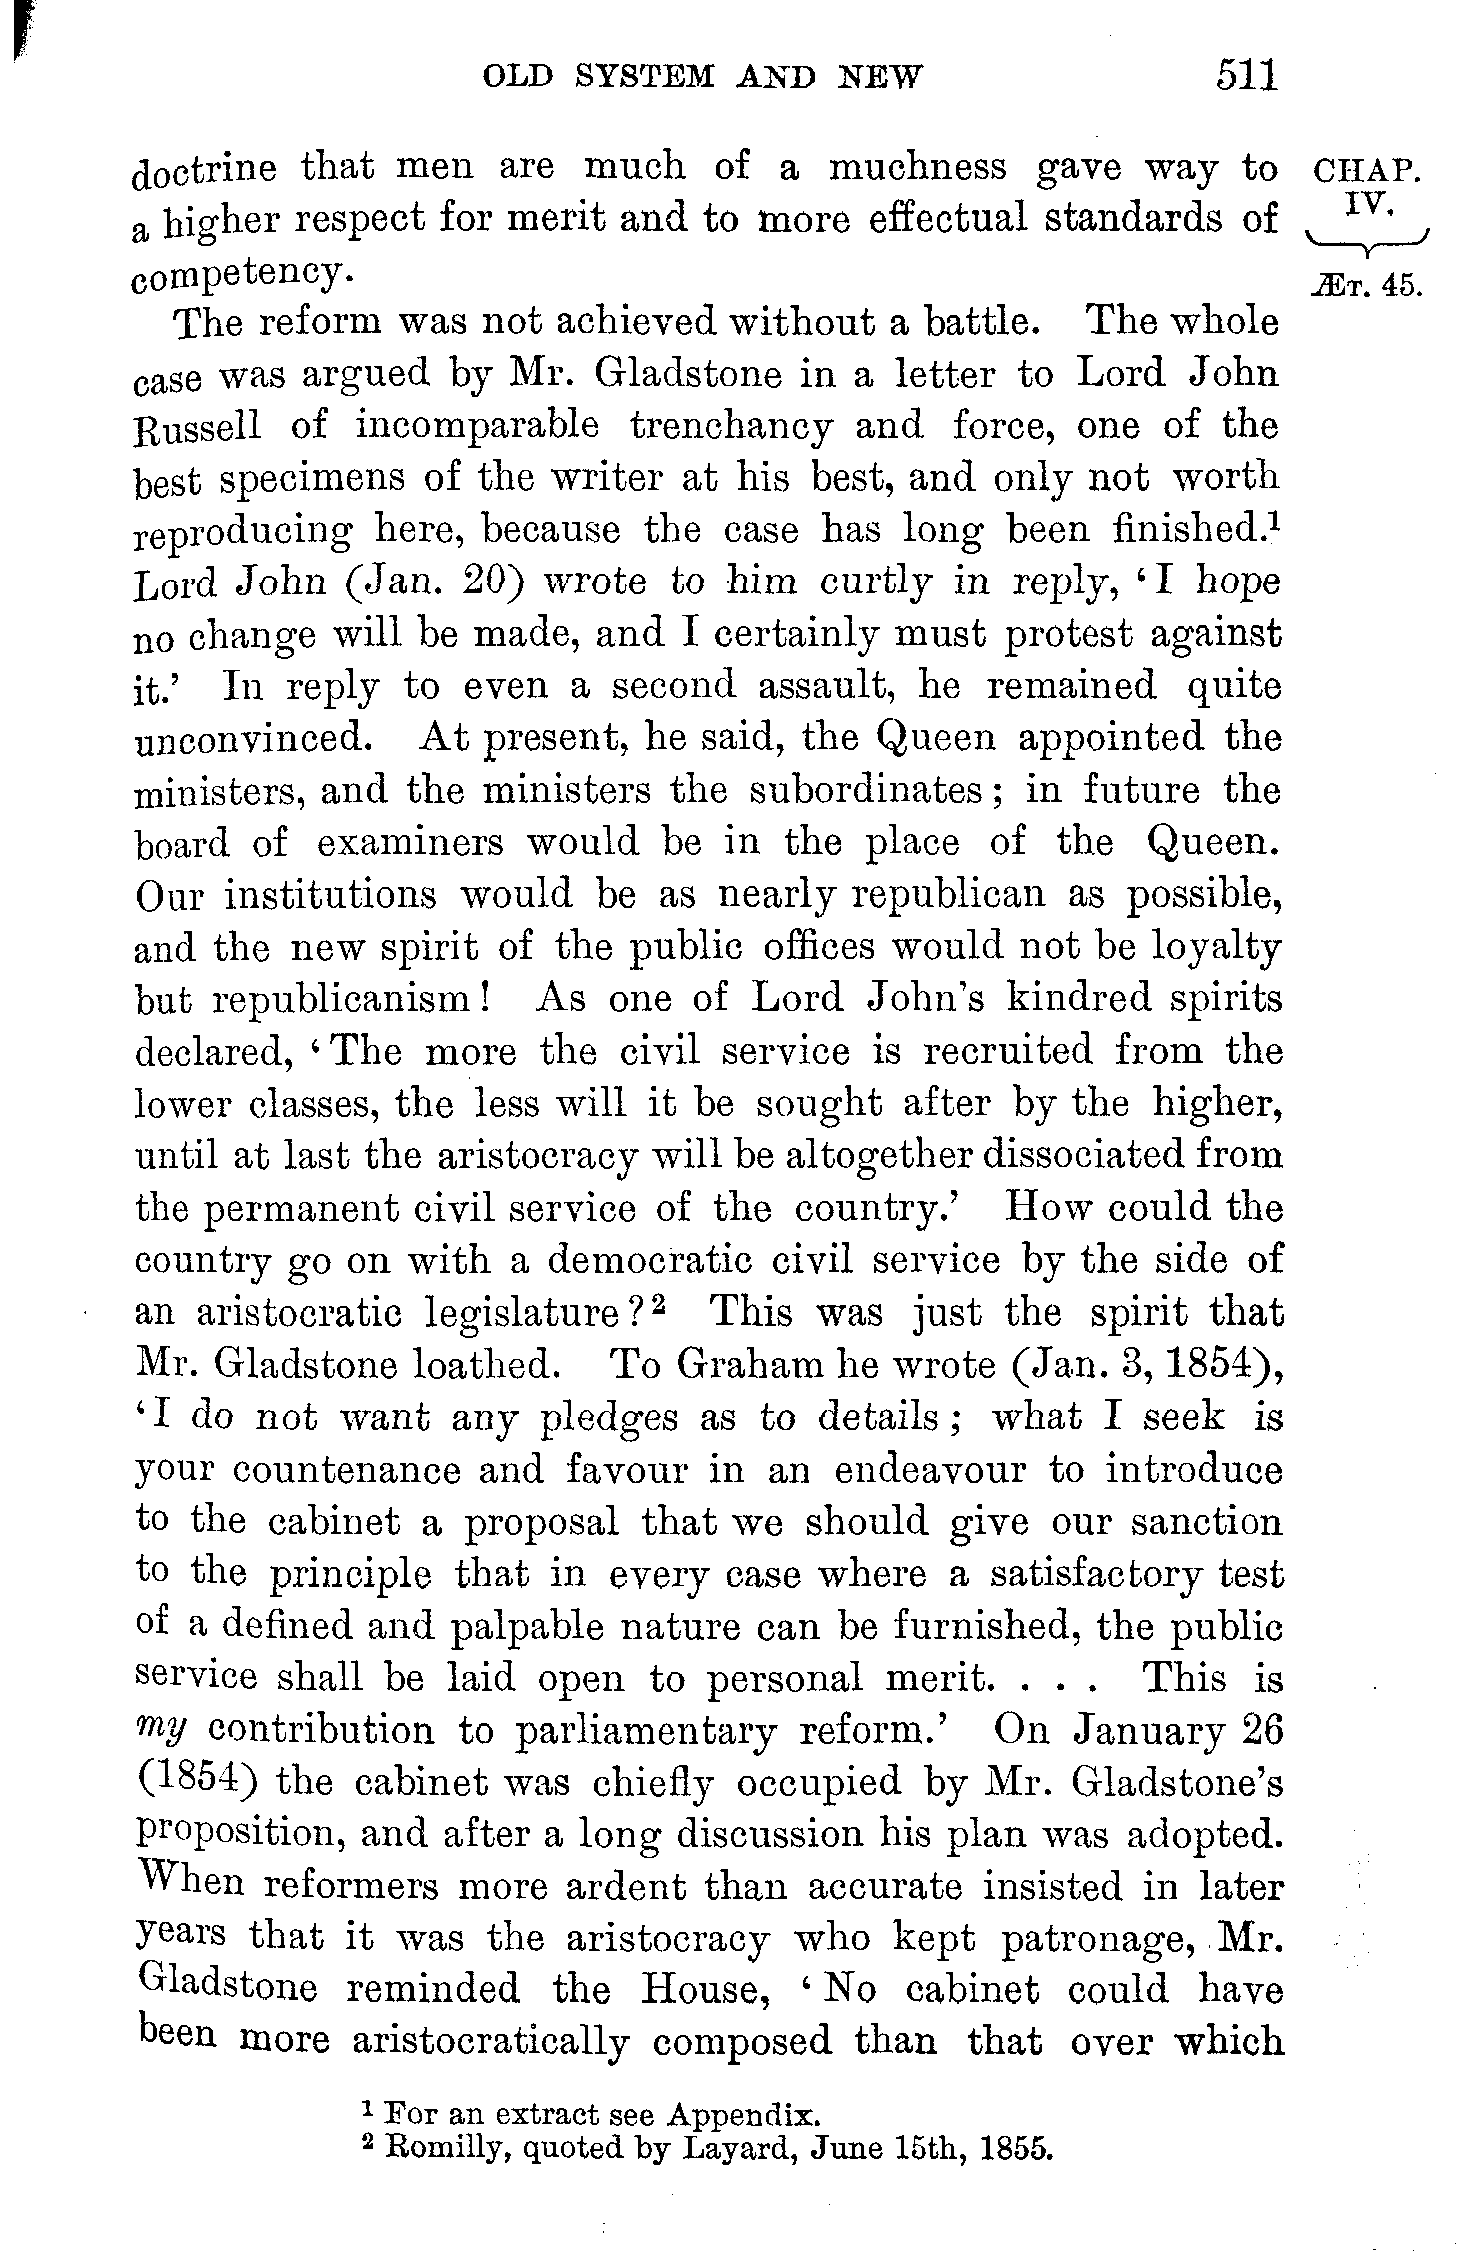 OLD SYSTEM AND NEW 511
doctrine that men are much of a muchness gave way to
a higher respect for merit and to more effectual standards of
competency.
CHAP.
IV.
ÆT. 45.
The reform was not achieved without a battle. The whole
case was argued by Mr. Gladstone in a letter to Lord John
Russell of incomparable trenchancy and force, one of the
best specimens of the writer at his best, and only not worth
reproducing here, because the case has long been finished.¹
Lord John (Jan. 20) wrote to him curtly in reply, ‘I hope
no change will be made, and I certainly must protest against
it.’ In reply to even a second assault, he remained quite
unconvinced. At present, he said, the Queen appointed the
ministers, and the ministers the subordinates; in future the
board of examiners would be in the place of the Queen.
Our institutions would be as nearly republican as possible,
and the new spirit of the public offices would not be loyalty
but republicanism! As one of Lord John’s kindred spirits
declared, ‘The more the civil service is recruited from the
lower classes, the less will it be sought after by the higher,
until at last the aristocracy will be altogether dissociated from
the permanent civil service of the country.’ How could the
country go on with a democratic civil service by the side of
an aristocratic legislature?² This was just the spirit that
Mr. Gladstone loathed. To Graham he wrote (Jan. 3, 1854),
‘I do not want any pledges as to details; what I seek is
your countenance and favour in an endeavour to introduce
to the cabinet a proposal that we should give our sanction
to the principle that in every case where a satisfactory test
of a defined and palpable nature can be furnished, the public
service shall be laid open to personal merit. . . . This is
my contribution to parliamentary reform.’ On January 26
(1854) the cabinet was chiefly occupied by Mr. Gladstone’s
proposition, and after a long discussion his plan was adopted.
When reformers more ardent than accurate insisted in later
years that it was the aristocracy who kept patronage, Mr.
Gladstone reminded the House, ‘No cabinet could have
been more aristocratically composed than that over which
¹ For an extract see Appendix.
² Romilly, quoted by Layard, June 15th, 1855.